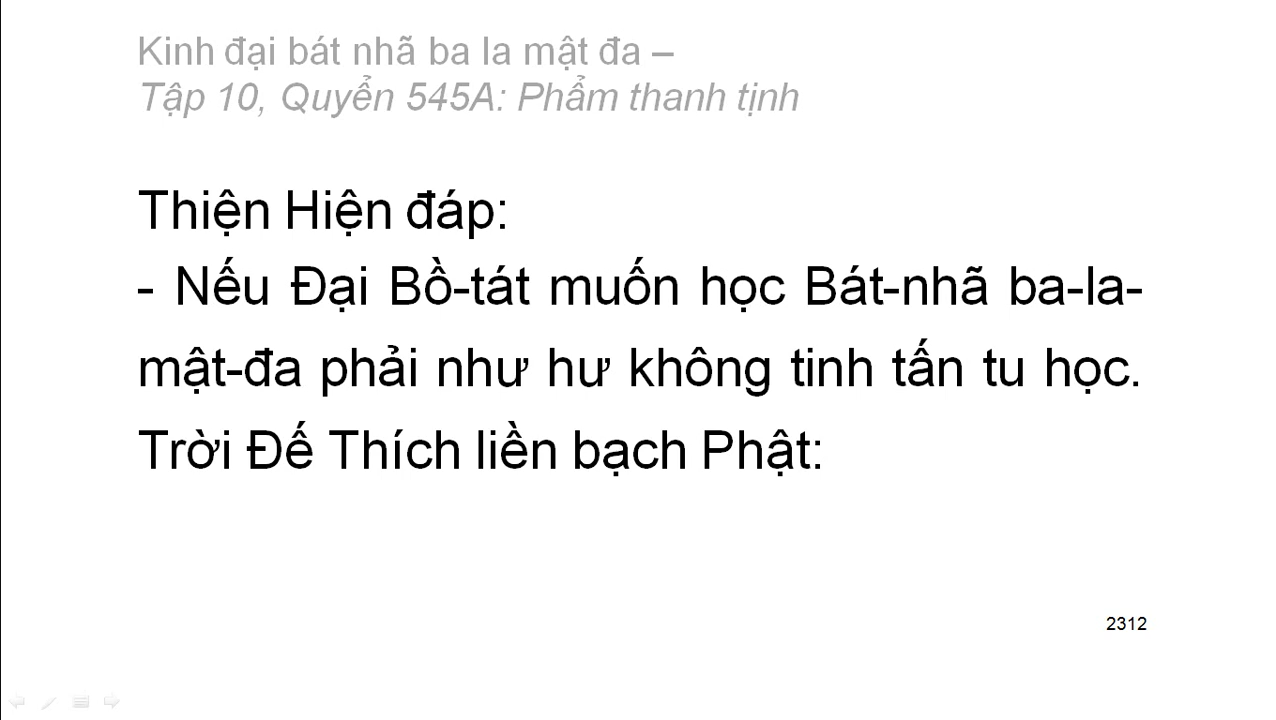 Kinh đại bát nhã ba la mật đa –
Tập 10, Quyển 545A: Phẩm thanh tịnh
Thiện Hiện đáp:
- Nếu Đại Bồ-tát muốn học Bát-nhã ba-la-
mật-đa phải như hư không tinh tấn tu học.
Trời Đế Thích liền bạch Phật:
2312